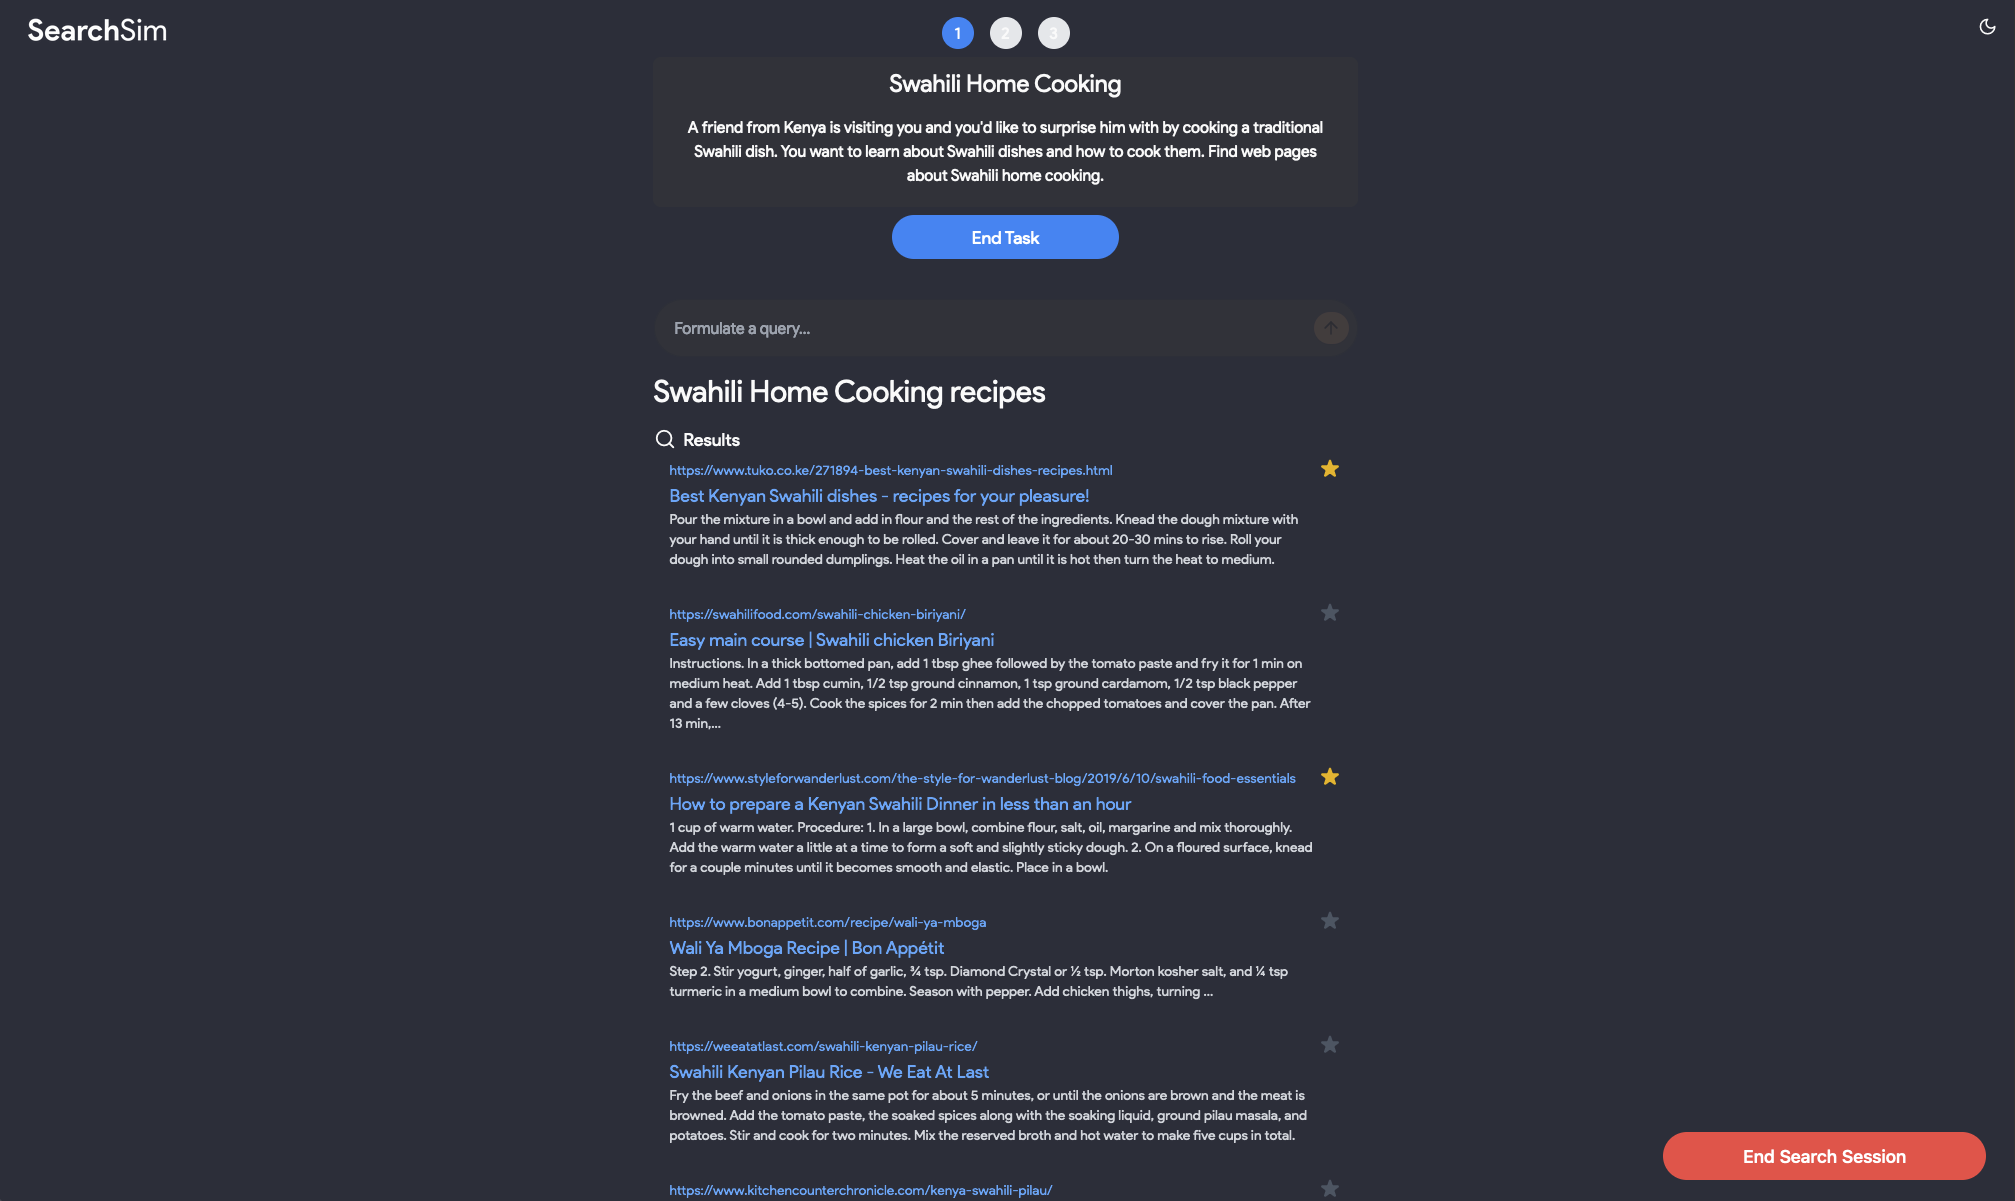 SearchSim
1 2 3
Swahili Home Cooking
A friend from Kenya is visiting you and you'd like to surprise him with by cooking a traditional
Swahili dish. You want to learn about Swahili dishes and how to cook them. Find web pages
about Swahili home cooking.
End Task
Formulate a query...
Swahili Home Cooking recipes
Results
https://www.tuko.co.ke/271894-best-kenyan-swahili-dishes-recipes.html
Best Kenyan Swahili dishes - recipes for your pleasure!
Pour the mixture in a bowl and add in flour and the rest of the ingredients. Knead the dough mixture with
your hand until it is thick enough to be rolled. Cover and leave it for about 20-30 mins to rise. Roll your
dough into small rounded dumplings. Heat the oil in a pan until it is hot then turn the heat to medium.
https://swahilifood.com/swahili-chicken-biriyani/
Easy main course | Swahili chicken Biriyani
Instructions. In a thick bottomed pan, add 1 tbsp ghee followed by the tomato paste and fry it for 1 min on
medium heat. Add 1 tbsp cumin, 1/2 tsp ground cinnamon, 1 tsp ground cardamom, 1/2 tsp black pepper
and a few cloves (4-5). Cook the spices for 2 min then add the chopped tomatoes and cover the pan. After
13 min,...
https://www.styleforwanderlust.com/the-style-for-wanderlust-blog/2019/6/10/swahili-food-essentials
How to prepare a Kenyan Swahili Dinner in less than an hour
1 cup of warm water. Procedure: 1. In a large bowl, combine flour, salt, oil, margarine and mix thoroughly.
Add the warm water a little at a time to form a soft and slightly sticky dough. 2. On a floured surface, knead
for a couple minutes until it becomes smooth and elastic. Place in a bowl.
https://www.bonappetit.com/recipe/wali-ya-mboga
Wali Ya Mboga Recipe | Bon Appétit
Step 2. Stir yogurt, ginger, half of garlic, ¾ tsp. Diamond Crystal or ½ tsp. Morton kosher salt, and ¼ tsp
turmeric in a medium bowl to combine. Season with pepper. Add chicken thighs, turning ...
https://weeatatlast.com/swahili-kenyan-pilau-rice/
Swahili Kenyan Pilau Rice - We Eat At Last
Fry the beef and onions in the same pot for about 5 minutes, or until the onions are brown and the meat is
browned. Add the tomato paste, the soaked spices along with the soaking liquid, ground pilau masala, and
potatoes. Stir and cook for two minutes. Mix the reserved broth and hot water to make five cups in total.
End Search Session
https://www.kitchencounterchronicle.com/kenya-swahili-pilau/